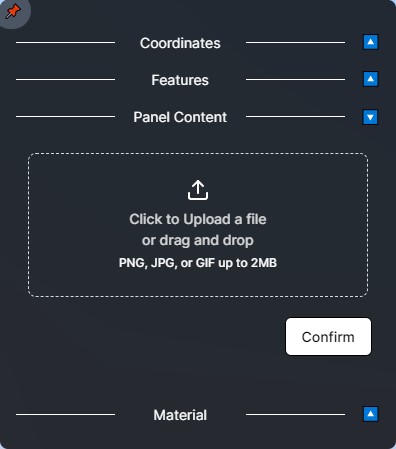 Coordinates
Features
Panel Content
Click to Upload a file
or drag and drop
PNG, JPG, or GIF up to 2MB
Confirm
Material